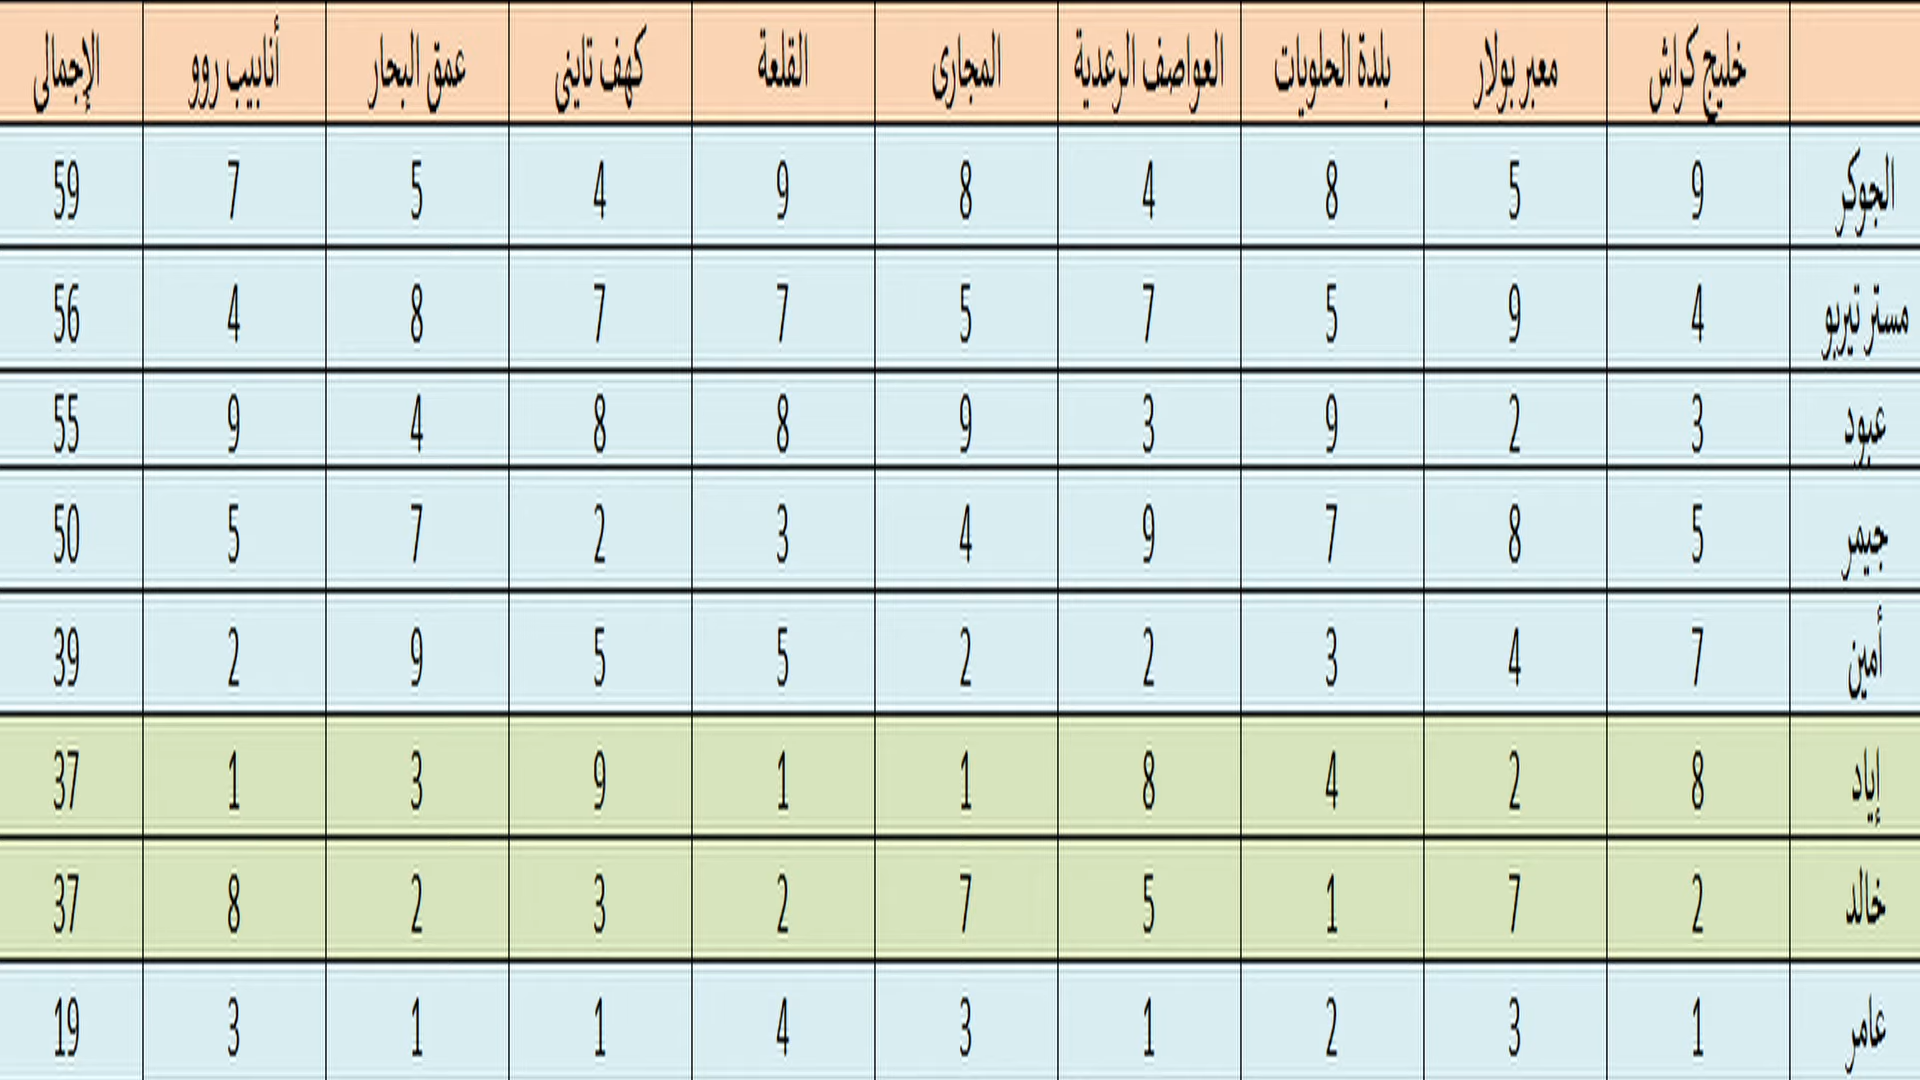 خليج كراش معبر بولار بلدة الحلويات العواصف الرعدية المجارى القلعة كهف تاينى عمق البحار أنابيب روو الإجمالى
الجوكر 9 5 8 4 8 9 4 5 7 59
مستر تيربو 4 9 5 7 5 7 7 8 4 56
عبود 3 2 9 3 9 8 8 4 9 55
جيمر 5 8 7 9 4 3 2 7 5 50
أمين 7 4 3 2 2 5 5 9 2 39
إياد 8 2 4 8 1 1 9 3 1 37
خالد 2 7 1 5 7 2 3 2 8 37
عامر 1 3 2 1 3 4 1 1 3 19